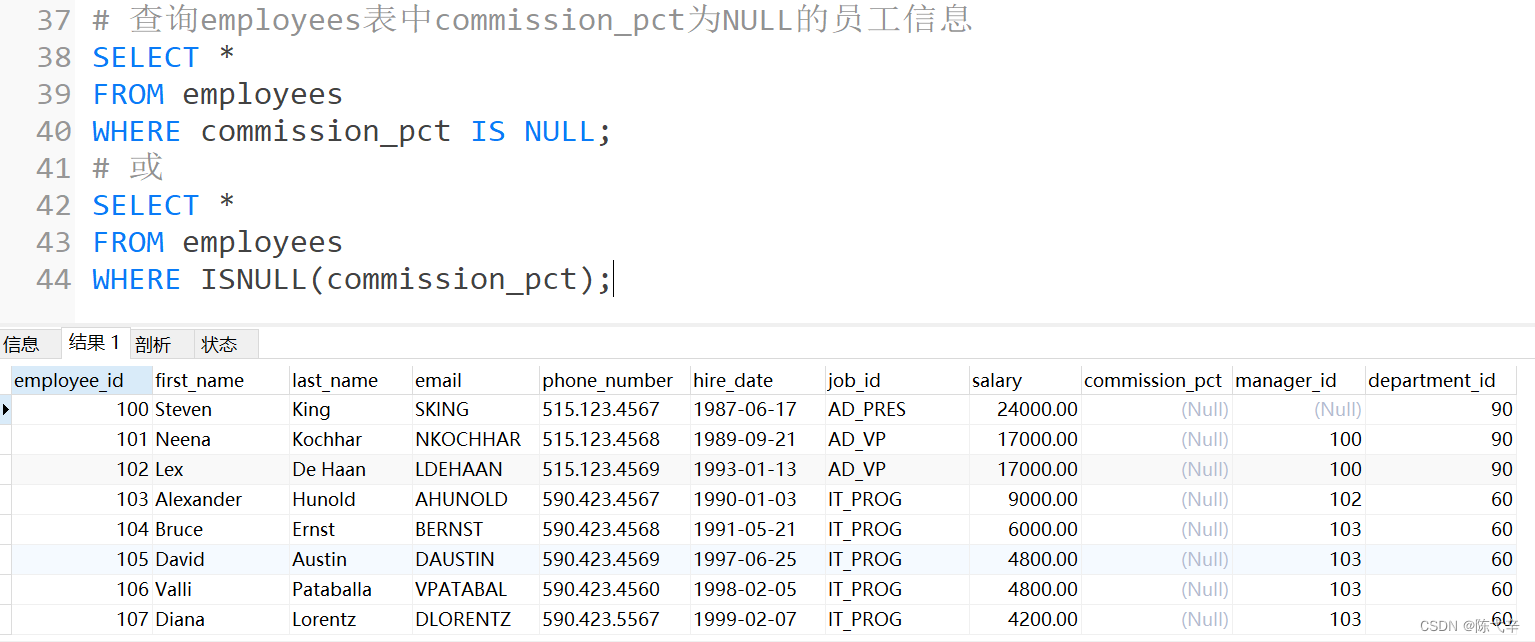 37 # 查询employees表中commission_pct为NULL的员工信息
38 SELECT *
39 FROM employees
40 WHERE commission_pct IS NULL;
41 # 或
42 SELECT *
43 FROM employees
44 WHERE ISNULL(commission_pct);
信息 结果 1 剖析 状态
employee_id first_name last_name email phone_number hire_date job_id salary commission_pct manager_id department_id
100 Steven King SKING 515.123.4567 1987-06-17 AD_PRES 24000.00 (Null) (Null) 90
101 Neena Kochhar NKOCHHAR 515.123.4568 1989-09-21 AD_VP 17000.00 (Null) 100 90
102 Lex De Haan LDEHAAN 515.123.4569 1993-01-13 AD_VP 17000.00 (Null) 100 90
103 Alexander Hunold AHUNOLD 590.423.4567 1990-01-03 IT_PROG 9000.00 (Null) 102 60
104 Bruce Ernst BERNST 590.423.4568 1991-05-21 IT_PROG 6000.00 (Null) 103 60
105 David Austin DAUSTIN 590.423.4569 1997-06-25 IT_PROG 4800.00 (Null) 103 60
106 Valli Pataballa VPATABAL 590.423.4560 1998-02-05 IT_PROG 4800.00 (Null) 103 60
107 Diana Lorentz DLORENTZ 590.423.5567 1999-02-07 IT_PROG 4200.00 (Null) 103 60
CSDN @陈弋辛